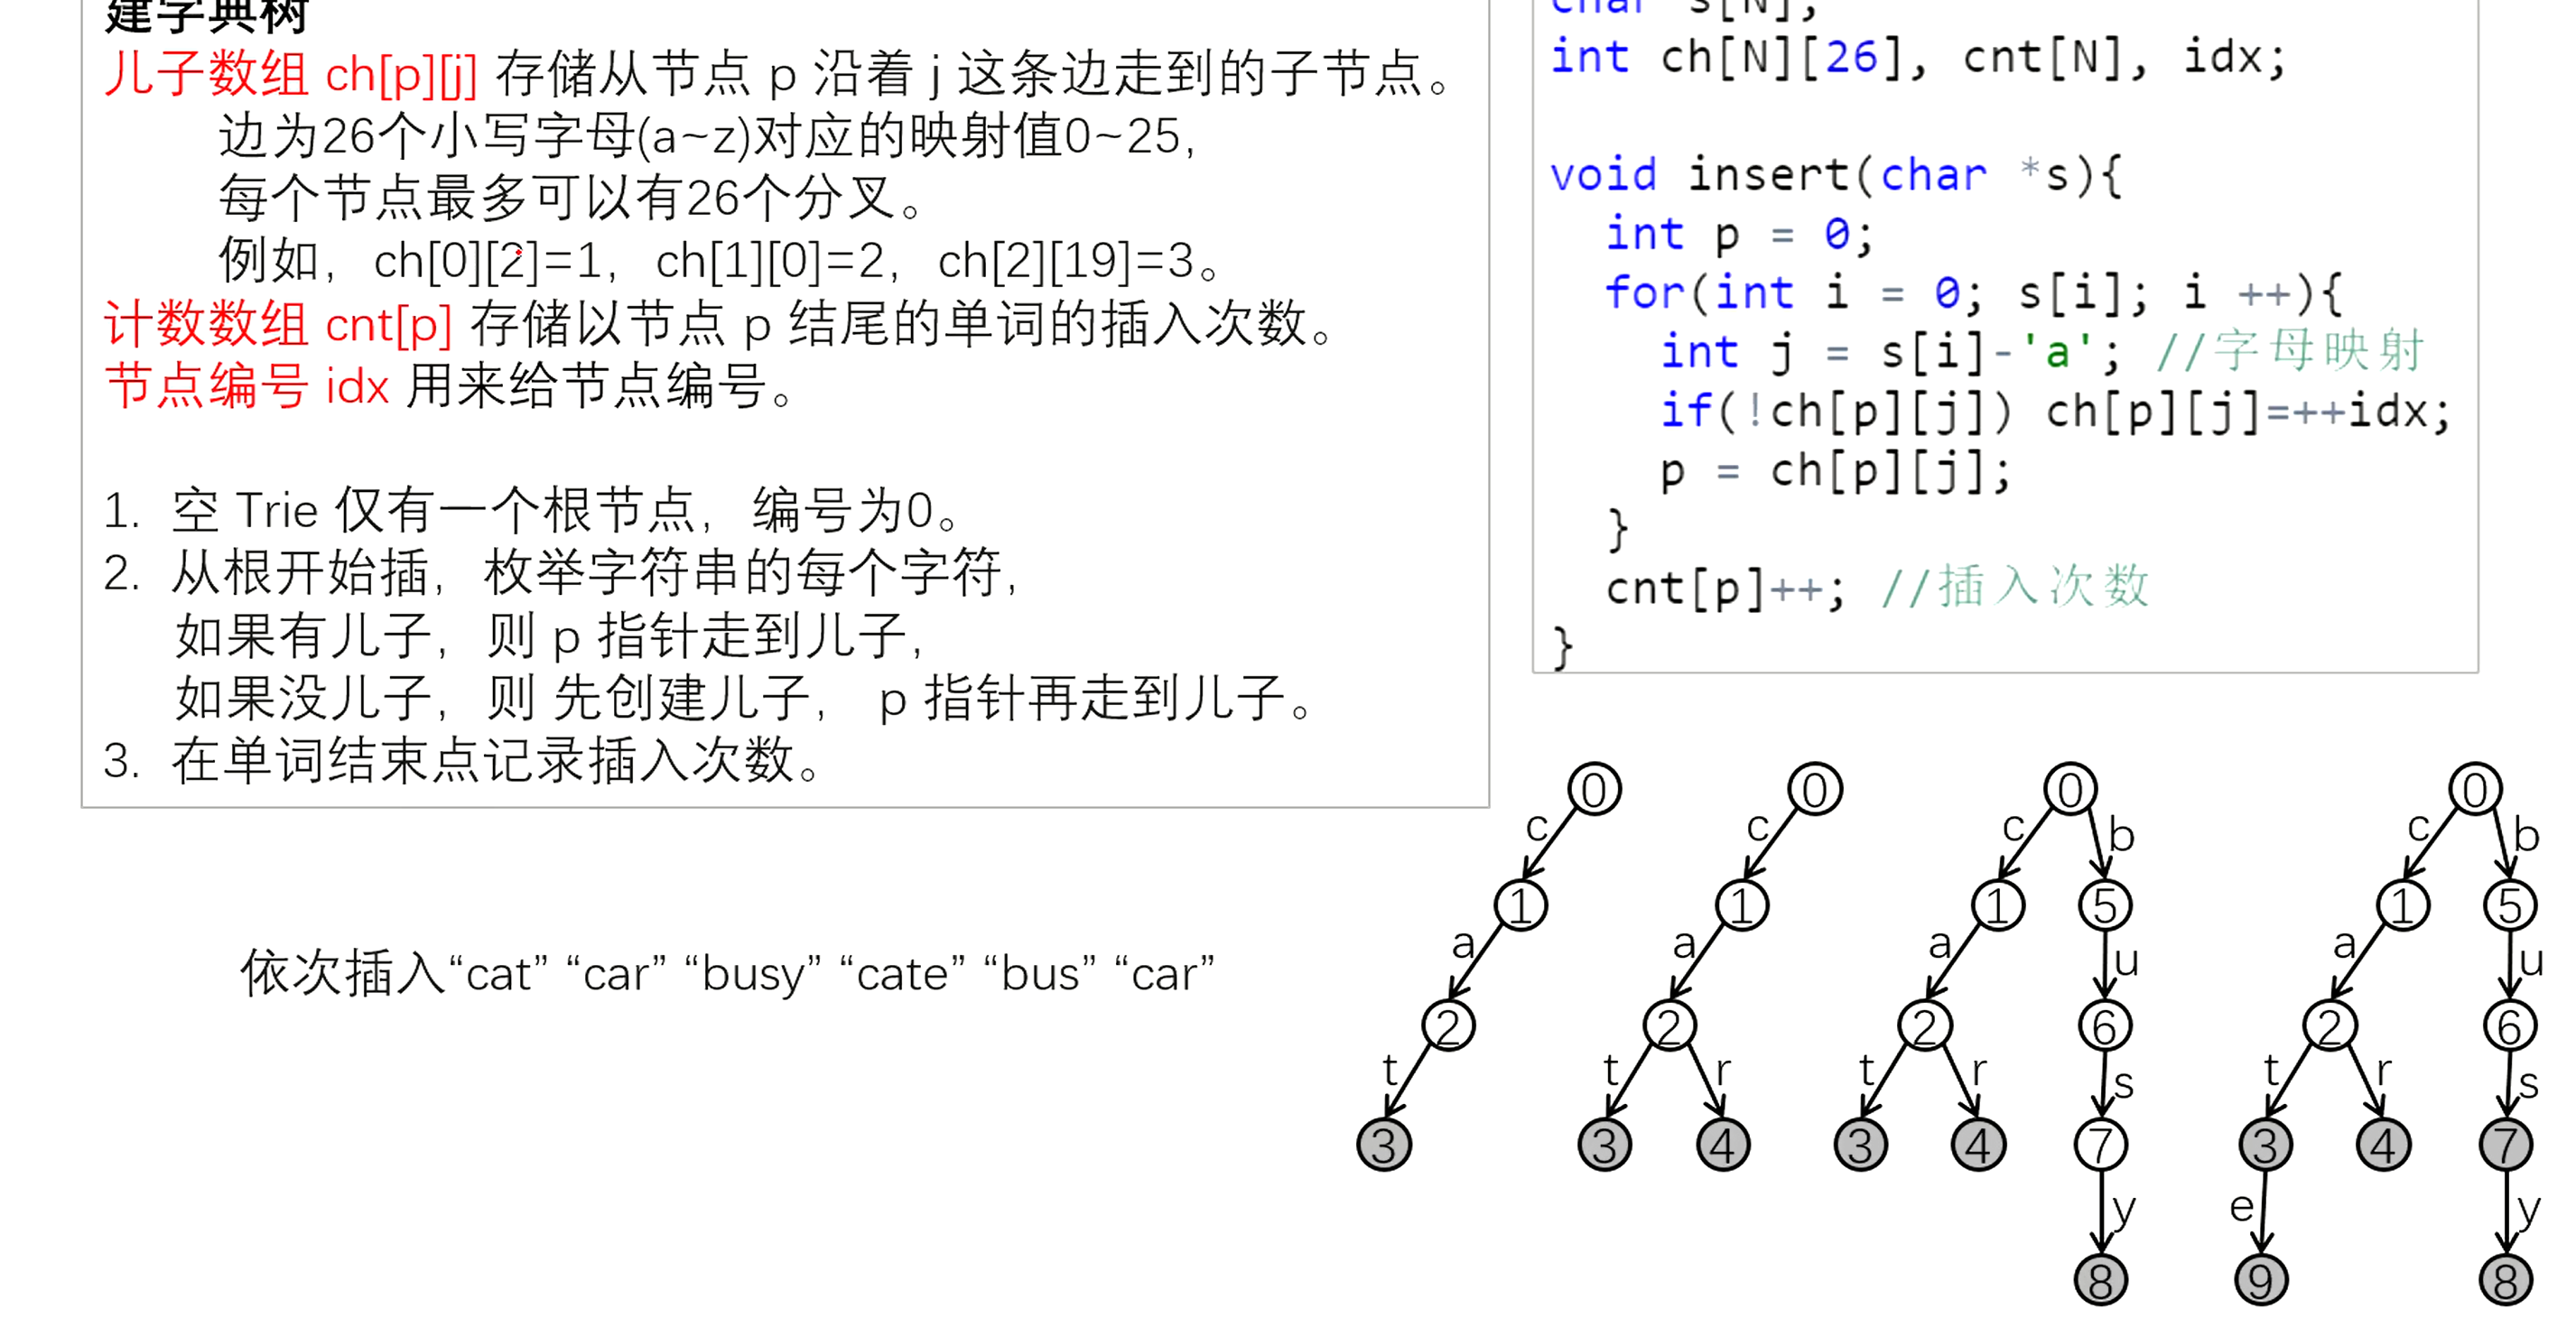 建字典树
儿子数组 ch[p][j] 存储从节点 p 沿着 j 这条边走到的子节点。
边为26个小写字母(a~z)对应的映射值0~25,
每个节点最多可以有26个分叉。
例如, ch[0][2]=1, ch[1][0]=2, ch[2][19]=3。
计数数组 cnt[p] 存储以节点 p 结尾的单词的插入次数。
节点编号 idx 用来给节点编号。
1. 空 Trie 仅有一个根节点, 编号为0。
2. 从根开始插, 枚举字符串的每个字符,
如果有儿子, 则 p 指针走到儿子,
如果没儿子, 则 先创建儿子, p 指针再走到儿子。
3. 在单词结束点记录插入次数。
char s[N];
int ch[N][26], cnt[N], idx;
void insert(char *s){
int p = 0;
for(int i = 0; s[i]; i ++){
int j = s[i]-'a'; //字母映射
if(!ch[p][j]) ch[p][j]=++idx;
p = ch[p][j];
}
cnt[p]++; //插入次数
}
依次插入“cat” “car” “busy” “cate” “bus” “car”
0 0 0 0
c c c b c b
1 1 1 5 1 5
a a a u a u
2 2 2 6 2 6
t t r t r s t r s
3 3 4 3 4 7 3 4 7
y e y
8 9 8